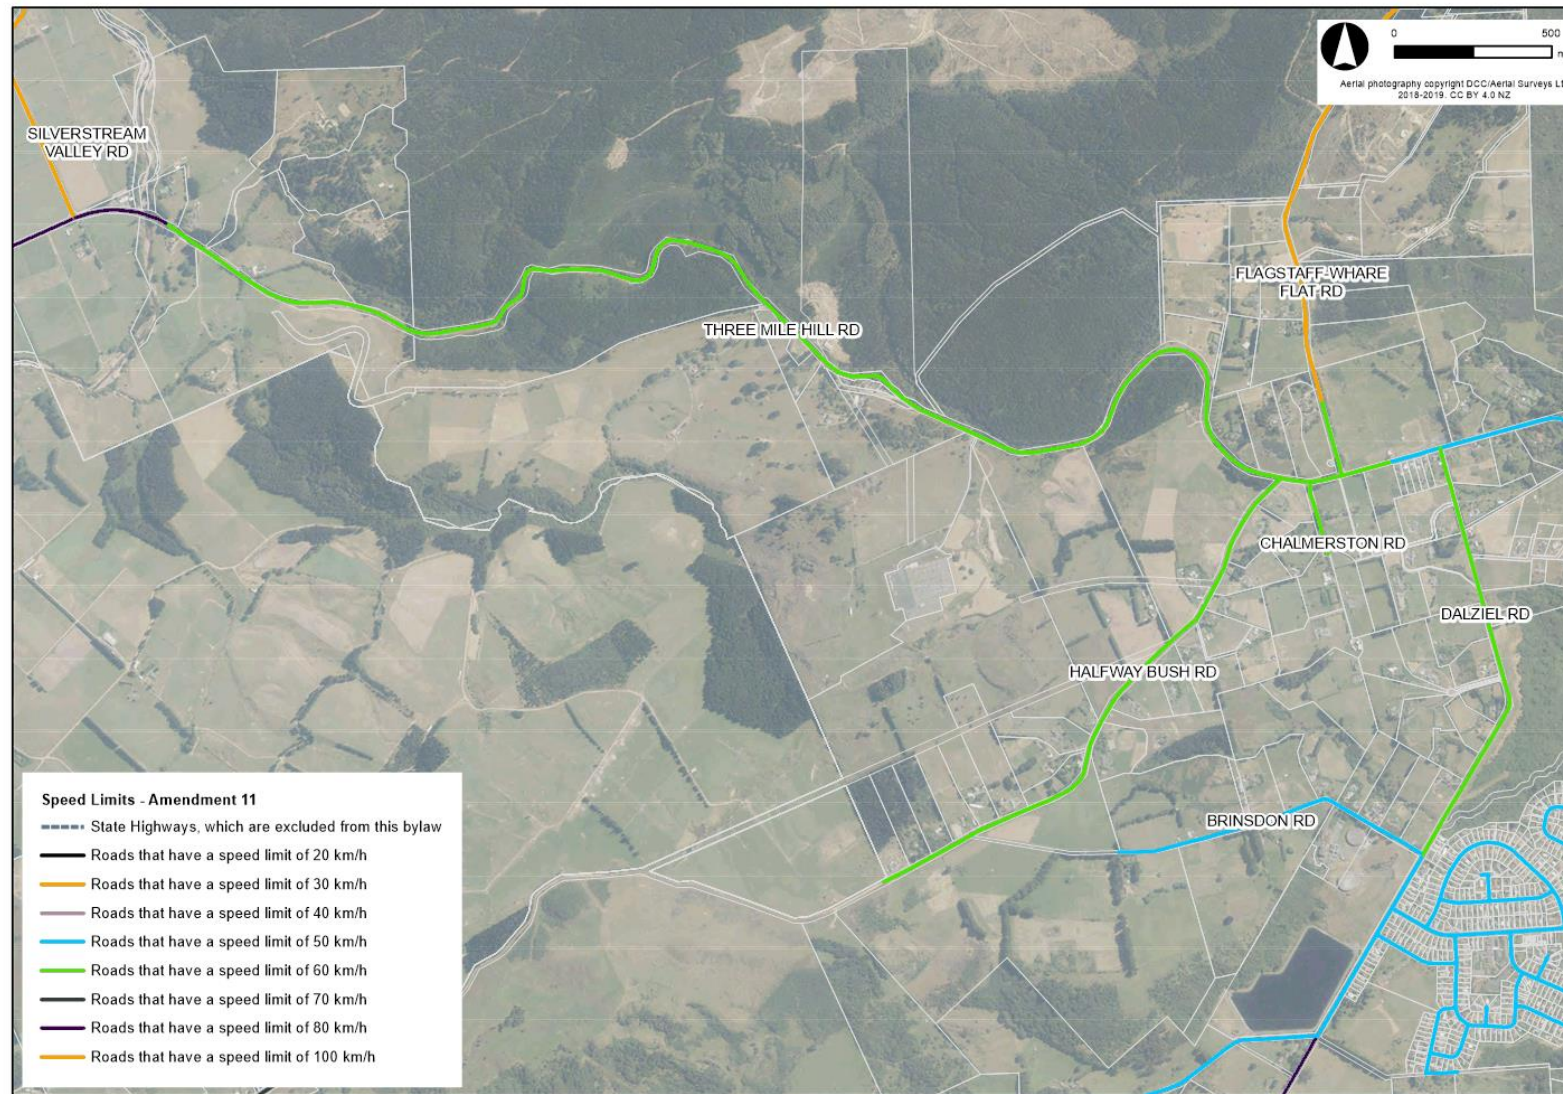 0 500
Aerial photography copyright DCC/Aerial Surveys
2018-2019. CC BY 4.0 NZ
SILVERSTREAM
VALLEY RD
FLAGSTAFF-WHARE
FLAT RD
THREE MILE HILL RD
CHALMERSTON RD
DALZIEL RD
HALFWAY BUSH RD
BRINSDON RD
Speed Limits - Amendment 11
State Highways, which are excluded from this bylaw
Roads that have a speed limit of 20 km/h
Roads that have a speed limit of 30 km/h
Roads that have a speed limit of 40 km/h
Roads that have a speed limit of 50 km/h
Roads that have a speed limit of 60 km/h
Roads that have a speed limit of 70 km/h
Roads that have a speed limit of 80 km/h
Roads that have a speed limit of 100 km/h